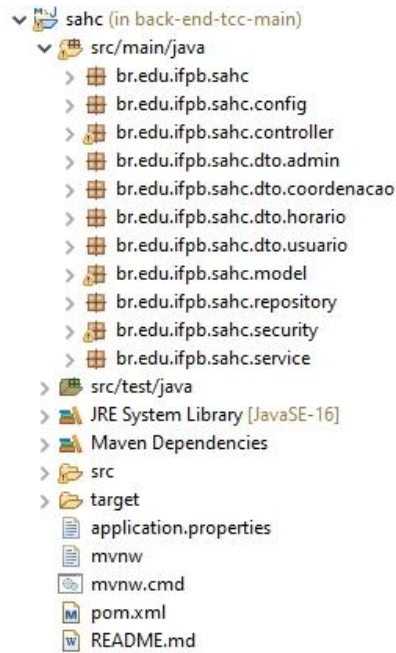 sahc (in back-end-tcc-main)
src/main/java
br.edu.ifpb.sahc
br.edu.ifpb.sahc.config
br.edu.ifpb.sahc.controller
br.edu.ifpb.sahc.dto.admin
br.edu.ifpb.sahc.dto.coordenacao
br.edu.ifpb.sahc.dto.horario
br.edu.ifpb.sahc.dto.usuario
br.edu.ifpb.sahc.model
br.edu.ifpb.sahc.repository
br.edu.ifpb.sahc.security
br.edu.ifpb.sahc.service
src/test/java
JRE System Library [JavaSE-16]
Maven Dependencies
src
target
application.properties
mvnw
mvnw.cmd
pom.xml
README.md